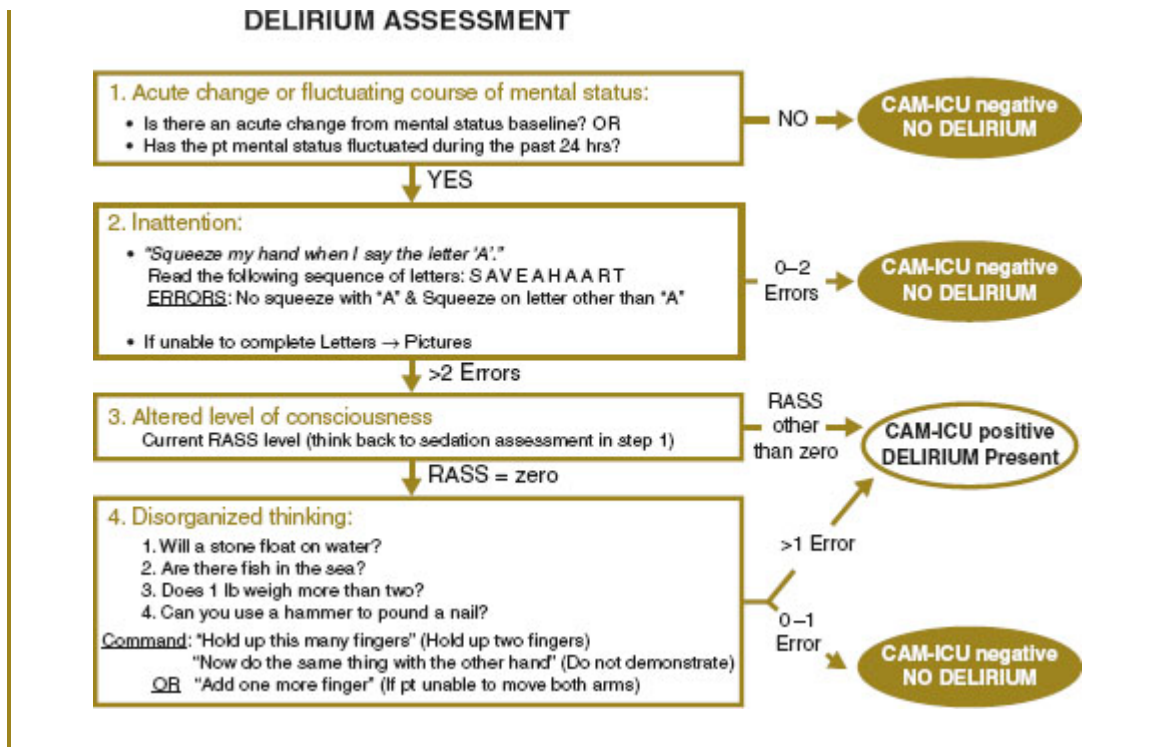 DELIRIUM ASSESSMENT
1. Acute change or fluctuating course of mental status:
• Is there an acute change from mental status baseline? OR
• Has the pt mental status fluctuated during the past 24 hrs?
NO
CAM-ICU negative
NO DELIRIUM
YES
2. Inattention:
• "Squeeze my hand when I say the letter 'A'."
Read the following sequence of letters: S A V E A H A A R T
ERRORS: No squeeze with "A" & Squeeze on letter other than "A"
• If unable to complete Letters → Pictures
0–2
Errors
CAM-ICU negative
NO DELIRIUM
>2 Errors
3. Altered level of consciousness
Current RASS level (think back to sedation assessment in step 1)
RASS
other
than zero
CAM-ICU positive
DELIRIUM Present
RASS = zero
4. Disorganized thinking:
1. Will a stone float on water?
2. Are there fish in the sea?
3. Does 1 lb weigh more than two?
4. Can you use a hammer to pound a nail?
Command: "Hold up this many fingers" (Hold up two fingers)
"Now do the same thing with the other hand" (Do not demonstrate)
OR "Add one more finger" (If pt unable to move both arms)
>1 Error
0–1
Error
CAM-ICU negative
NO DELIRIUM